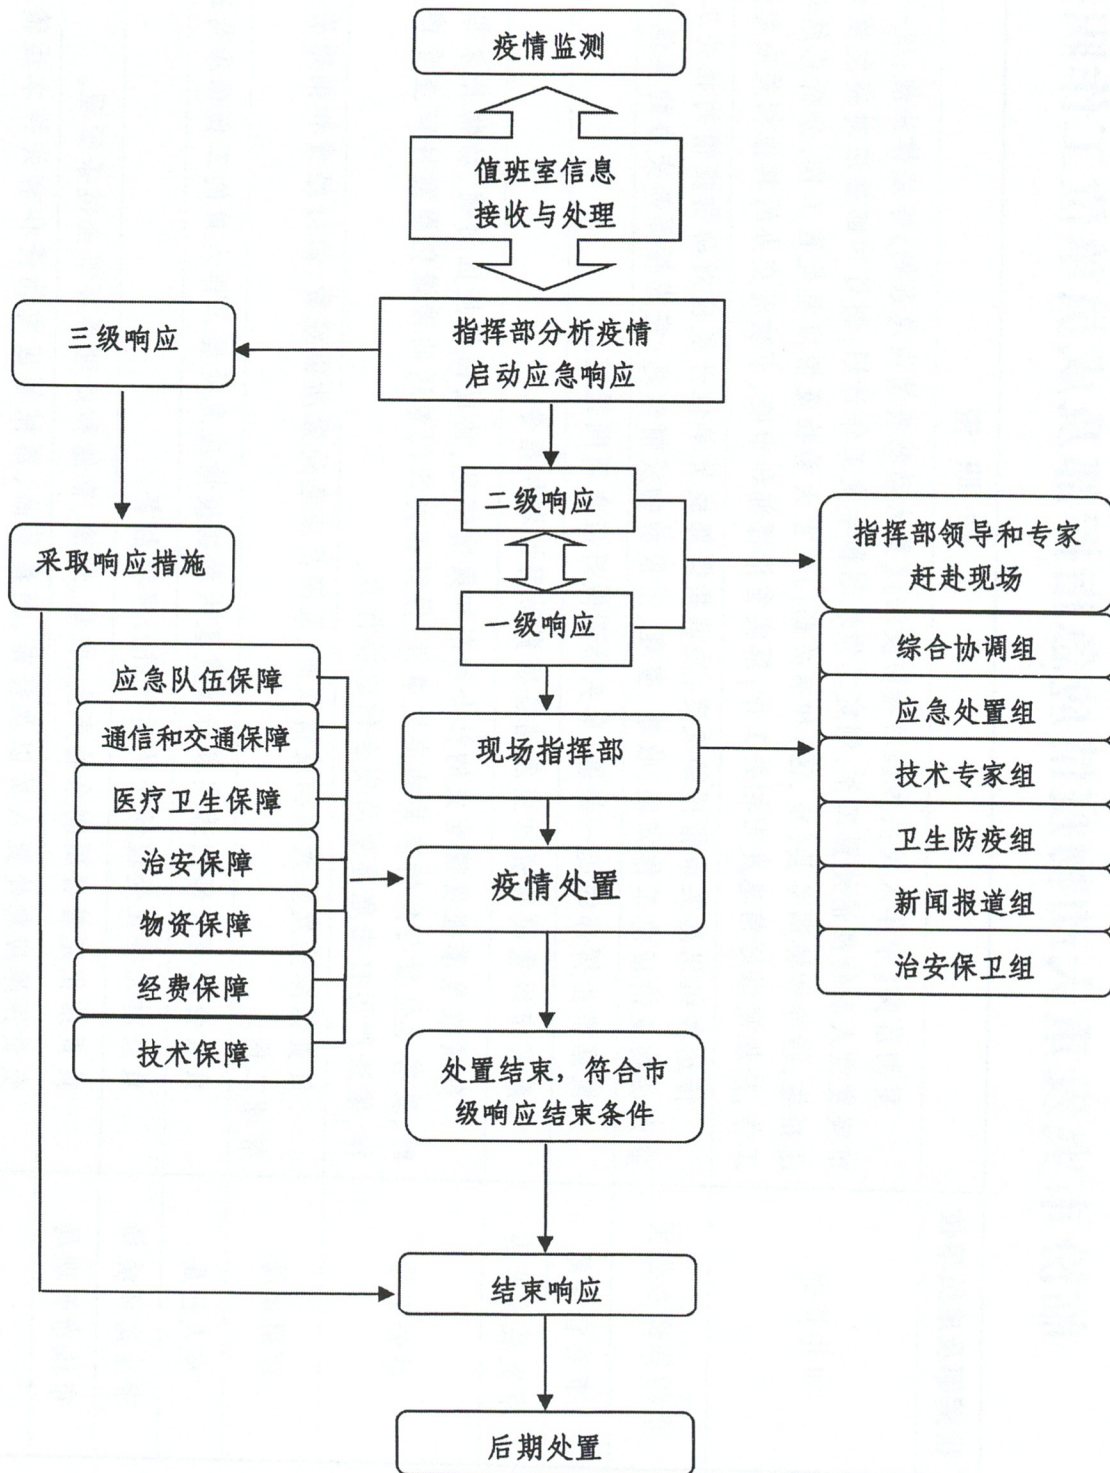 疫情监测
值班室信息
接收与处理
三级响应
指挥部分析疫情
启动应急响应
二级响应
一级响应
采取响应措施
指挥部领导和专家
赶赴现场
综合协调组
应急处置组
技术专家组
卫生防疫组
新闻报道组
治安保卫组
应急队伍保障
通信和交通保障
医疗卫生保障
治安保障
物资保障
经费保障
技术保障
现场指挥部
疫情处置
处置结束，符合市
级响应结束条件
结束响应
后期处置